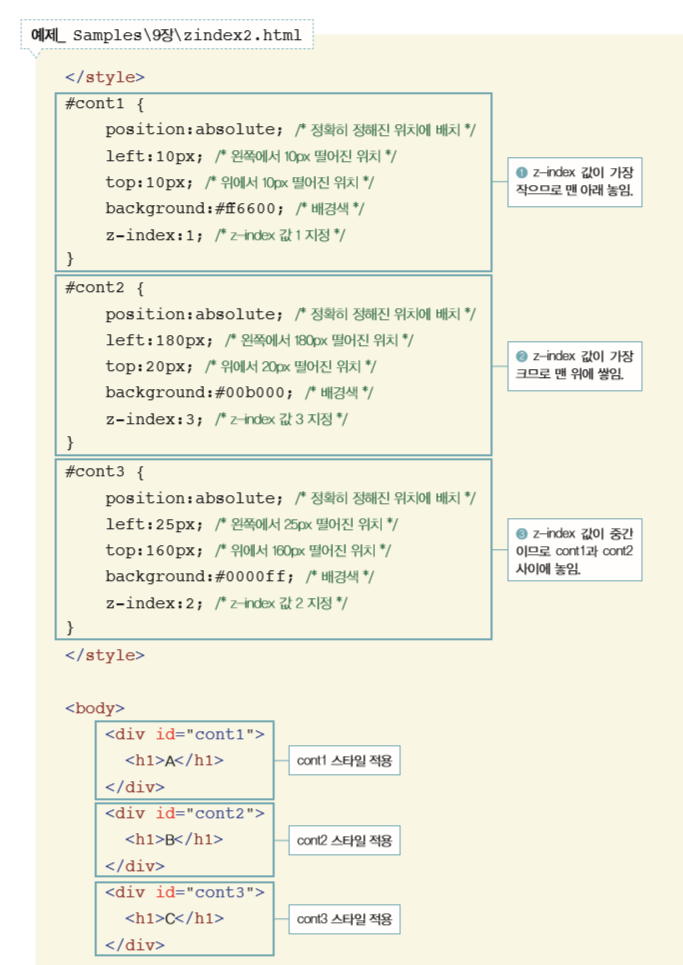 예제_ Samples\9장\zindex2.html
</style>
#cont1 {
position:absolute; /* 정확히 정해진 위치에 배치 */
left:10px; /* 왼쪽에서 10px 떨어진 위치 */
top:10px; /* 위에서 10px 떨어진 위치 */
background:#ff6600; /* 배경색 */
z-index:1; /* z-index 값 1 지정 */
}
❶ z-index 값이 가장
작으므로 맨 아래 놓임.
#cont2 {
position:absolute; /* 정확히 정해진 위치에 배치 */
left:180px; /* 왼쪽에서 180px 떨어진 위치 */
top:20px; /* 위에서 20px 떨어진 위치 */
background:#00b000; /* 배경색 */
z-index:3; /* z-index 값 3 지정 */
}
❷ z-index 값이 가장
크므로 맨 위에 쌓임.
#cont3 {
position:absolute; /* 정확히 정해진 위치에 배치 */
left:25px; /* 왼쪽에서 25px 떨어진 위치 */
top:160px; /* 위에서 160px 떨어진 위치 */
background:#0000ff; /* 배경색 */
z-index:2; /* z-index 값 2 지정 */
}
❸ z-index 값이 중간
이므로 cont1과 cont2
사이에 놓임.
</style>
<body>
<div id="cont1">
<h1>A</h1>
</div>
cont1 스타일 적용
<div id="cont2">
<h1>B</h1>
</div>
cont2 스타일 적용
<div id="cont3">
<h1>C</h1>
</div>
cont3 스타일 적용